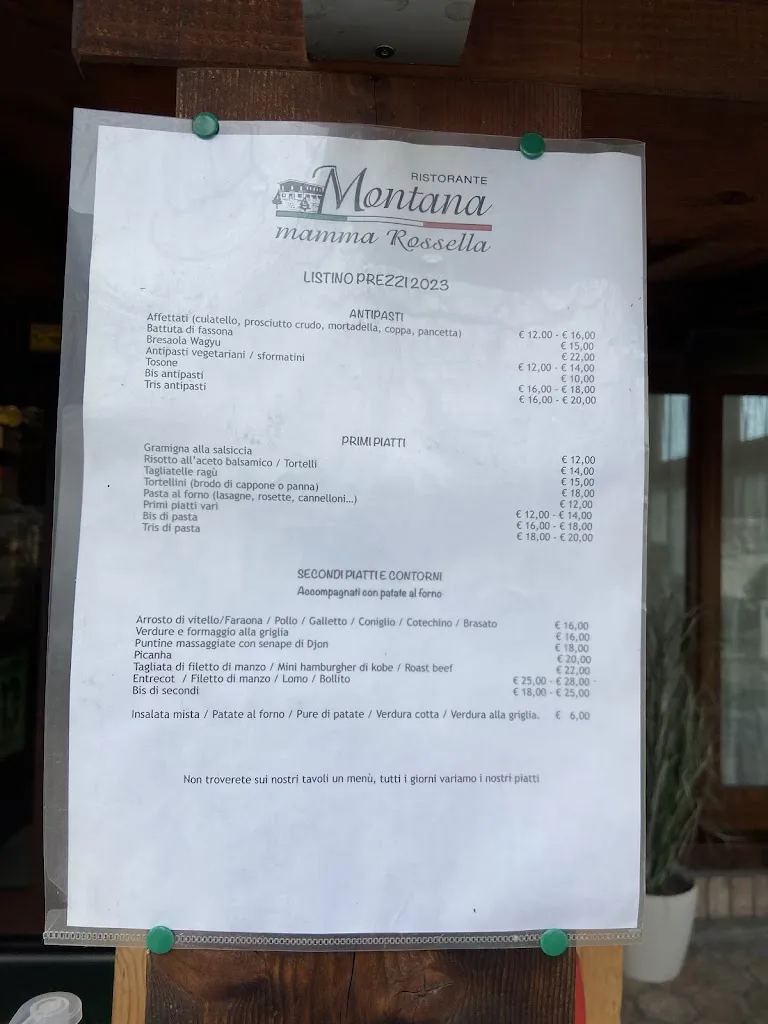 RISTORANTE
Montana
mamma Rossella
LISTINO PREZZI 2023
ANTIPASTI
Affettati (culatello, prosciutto crudo, mortadella, coppa, pancetta) € 12.00 - € 16,00
Battuta di fassona € 15,00
Bresaola Wagyu € 22,00
Antipasti vegetariani / sformatini € 12,00 - € 14,00
Tosone € 10,00
Bis antipasti € 16,00 - € 18,00
Tris antipasti € 16,00 - € 20,00
PRIMI PIATTI
Gramigna alla salsiccia € 12,00
Risotto all'aceto balsamico / Tortelli € 14,00
Tagliatelle ragù € 15,00
Tortellini (brodo di cappone o panna) € 18,00
Pasta al forno (lasagne, rosette, cannelloni...) € 12,00
Primi piatti vari € 12,00 - € 14,00
Bis di pasta € 16,00 - € 18,00
Tris di pasta € 18,00 - € 20,00
SECONDI PIATTI E CONTORNI
Accompagnati con patate al forno
Arrosto di vitello/Faraona / Pollo / Galletto / Coniglio / Cotechino / Brasato € 16,00
Verdure e formaggio alla griglia € 16,00
Puntine massaggiate con senape di Djon € 18,00
Picanha € 20,00
Tagliata di filetto di manzo / Mini hamburgher di kobe / Roast beef € 22,00
Entrecot / Filetto di manzo / Lomo / Bollito € 25,00 - € 28,00
Bis di secondi € 18,00 - € 25,00
Insalata mista / Patate al forno / Pure di patate / Verdura cotta / Verdura alla griglia. € 6,00
Non troverete sui nostri tavoli un menù, tutti i giorni variamo i nostri piatti